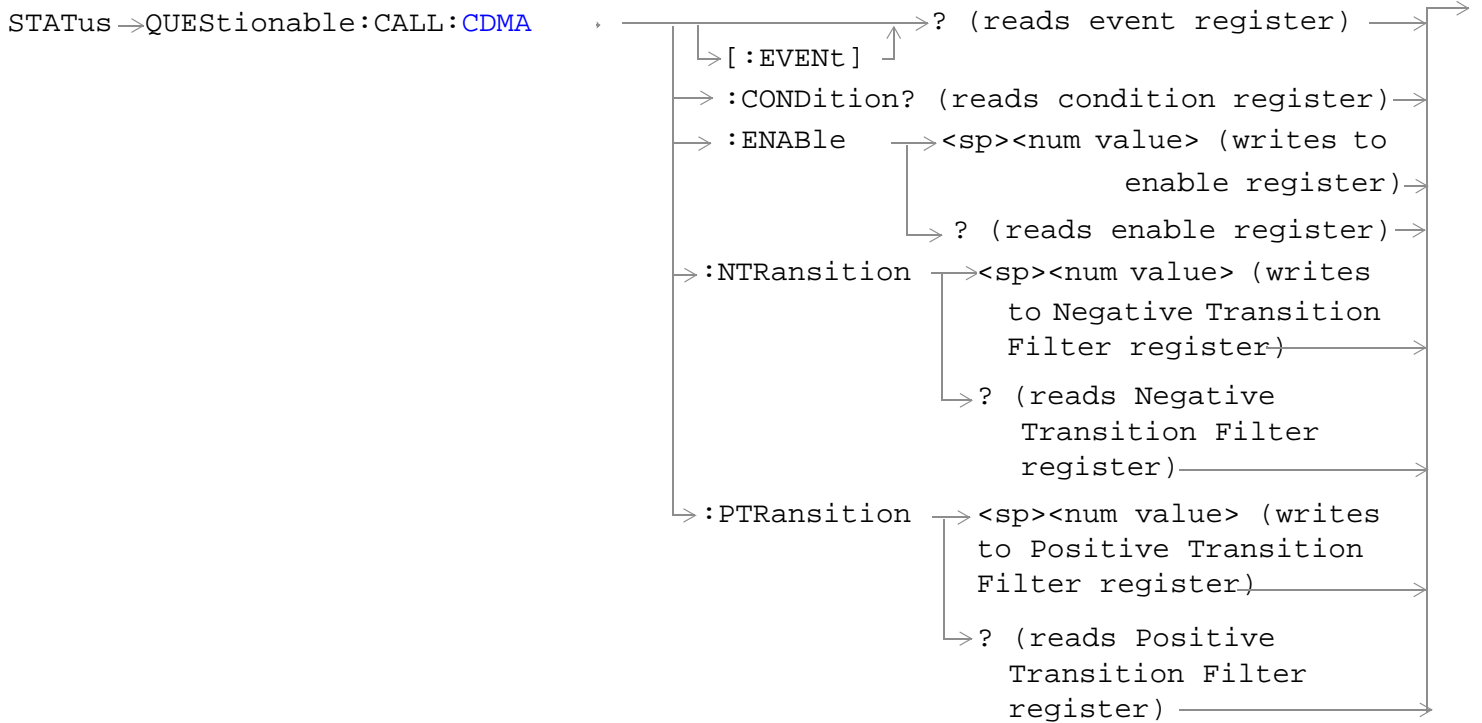 STATus QUEStionable:CALL:CDMA ? (reads event register)
[:EVENt]
:CONDition? (reads condition register)
:ENABle <sp><num value> (writes to
enable register)
? (reads enable register)
:NTRansition <sp><num value> (writes
to Negative Transition
Filter register)
? (reads Negative
Transition Filter
register)
:PTRansition <sp><num value> (writes
to Positive Transition
Filter register)
? (reads Positive
Transition Filter
register)